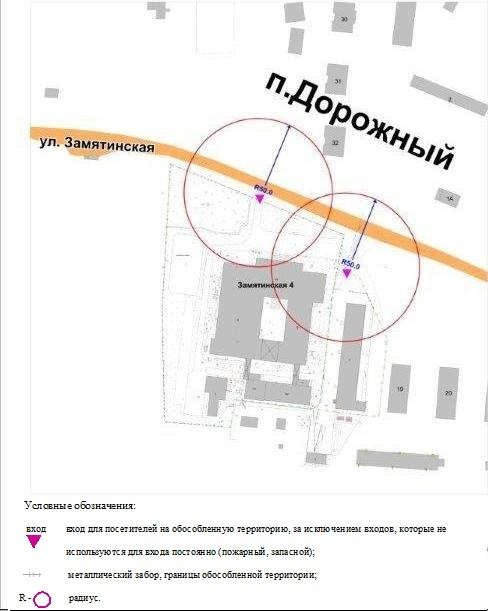 30
31
п.Дорожный
32
ул. Замятинская
R50.0
1А
R50.0
Замятинская 4
19
20
Условные обозначения:
вход вход для посетителей на обособленную территорию, за исключением входов, которые не
используются для входа постоянно (пожарный, запасной);
металлический забор, границы обособленной территории;
R - радиус.